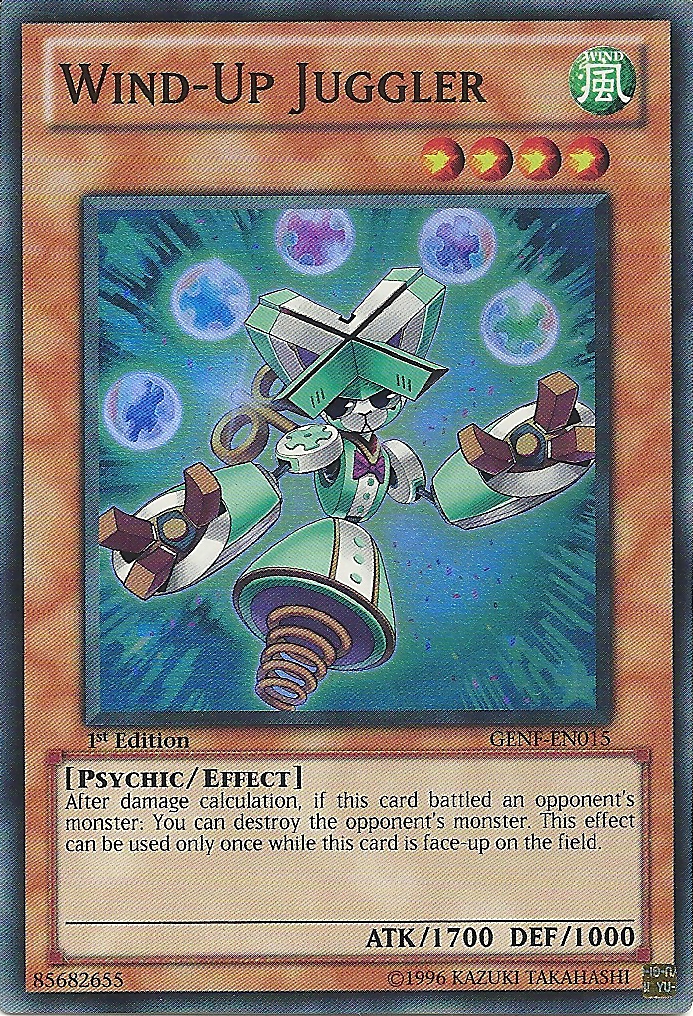 WIND-UP JUGGLER
WIND
風
1st Edition
GENF-EN015
[PSYCHIC/EFFECT]
After damage calculation, if this card battled an opponent's
monster: You can destroy the opponent's monster. This effect
can be used only once while this card is face-up on the field.
ATK/1700 DEF/1000
85682655
©1996 KAZUKI TAKAHASHI